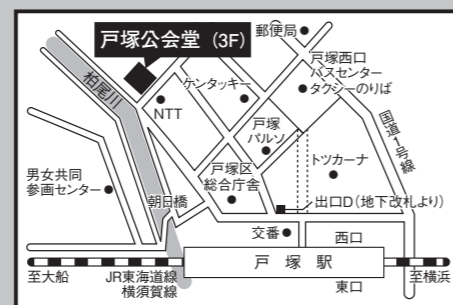 戸塚公会堂(3F)
郵便局
戸塚西口
バスセンター
タクシーのりば
柏尾川
ケンタッキー
NTT
国道1号線
戸塚
パルソ
トツカーナ
戸塚区
総合庁舎
男女共同
参画センター
朝日橋
出口D(地下改札より)
交番
西口
戸塚駅
東口
至大船
JR東海道線
横須賀線
至横浜